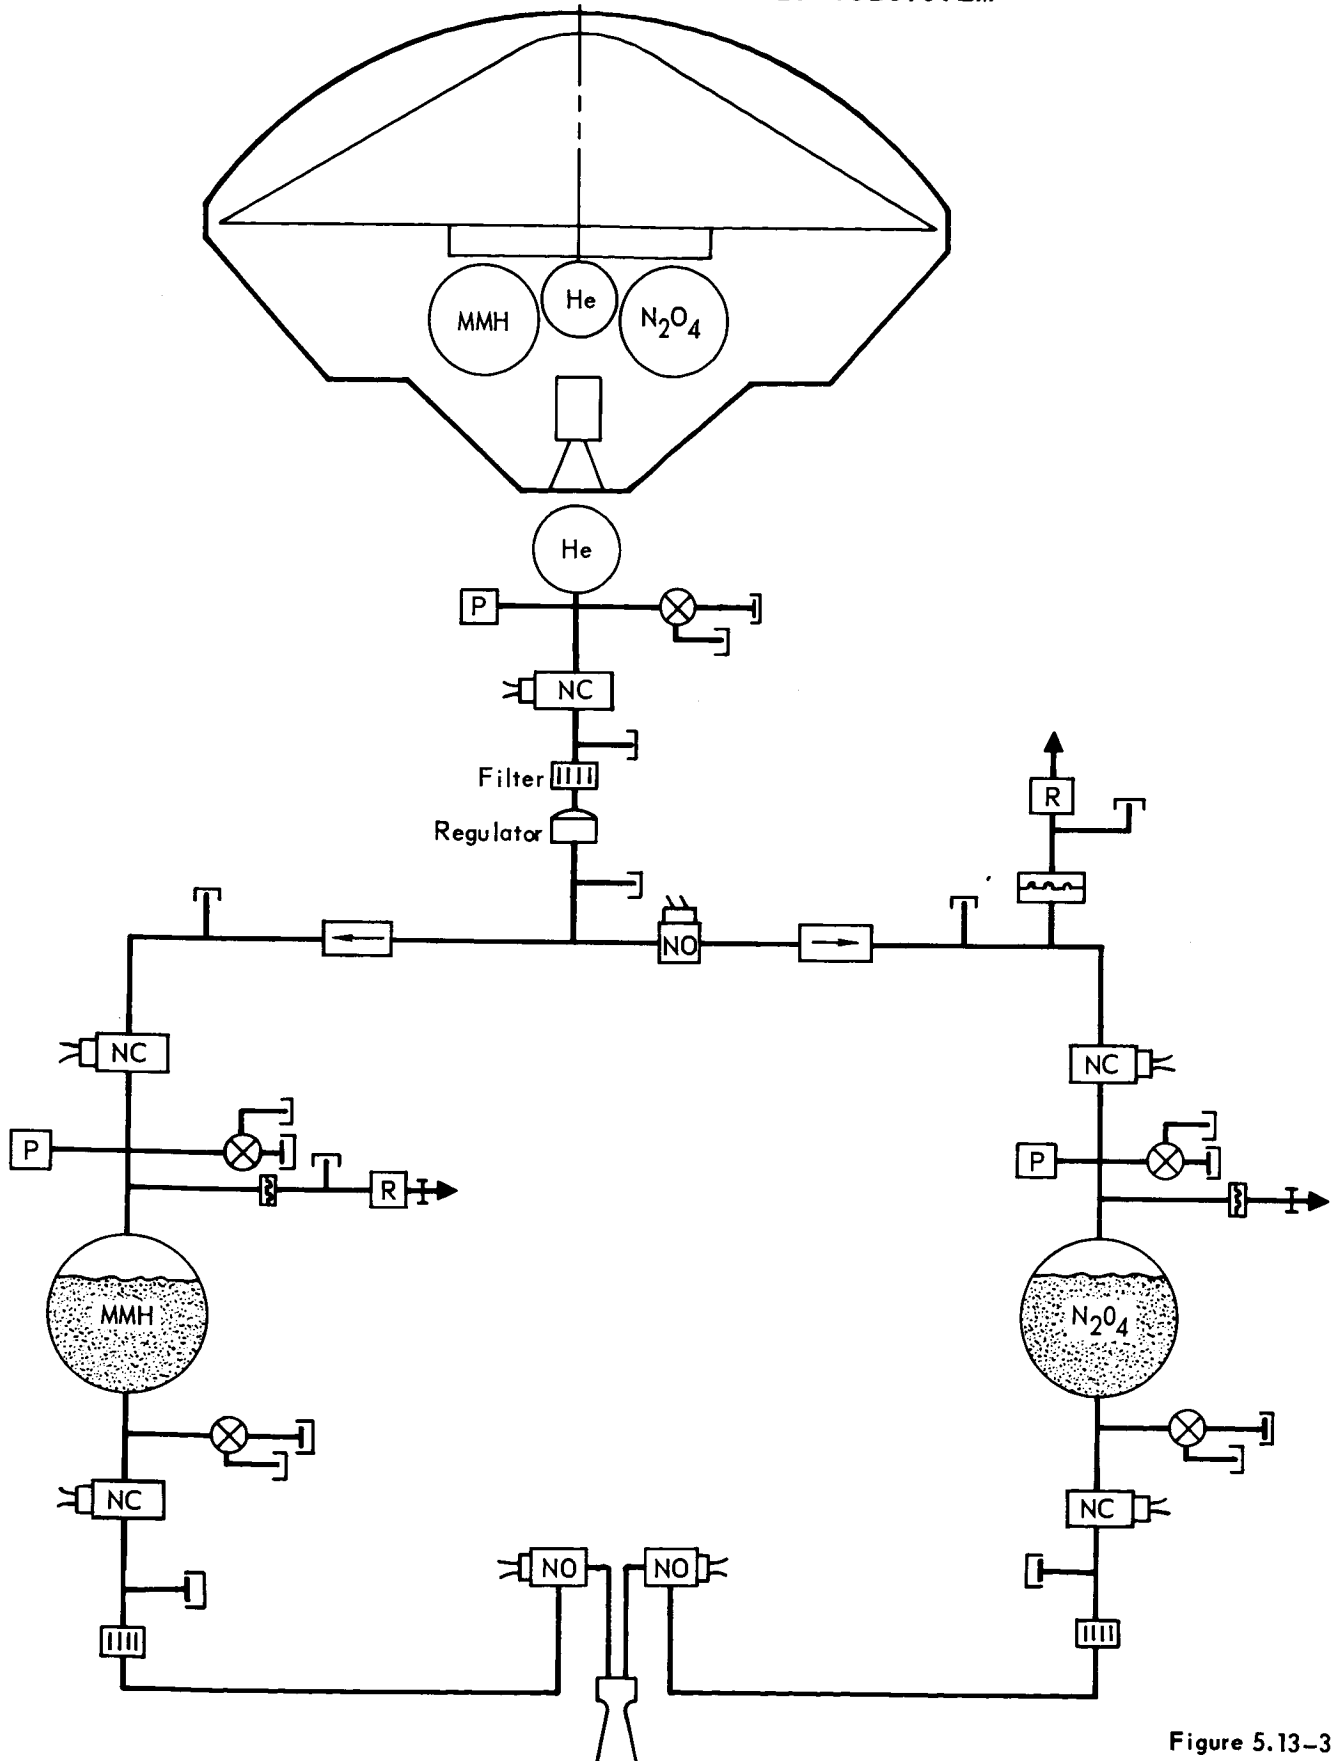 MMH
He
N₂O₄
He
P
NC
Filter
R
Regulator
NO
NC
NC
P
P
R
MMH
N₂O₄
NC
NC
NO
NO
Figure 5.13-3